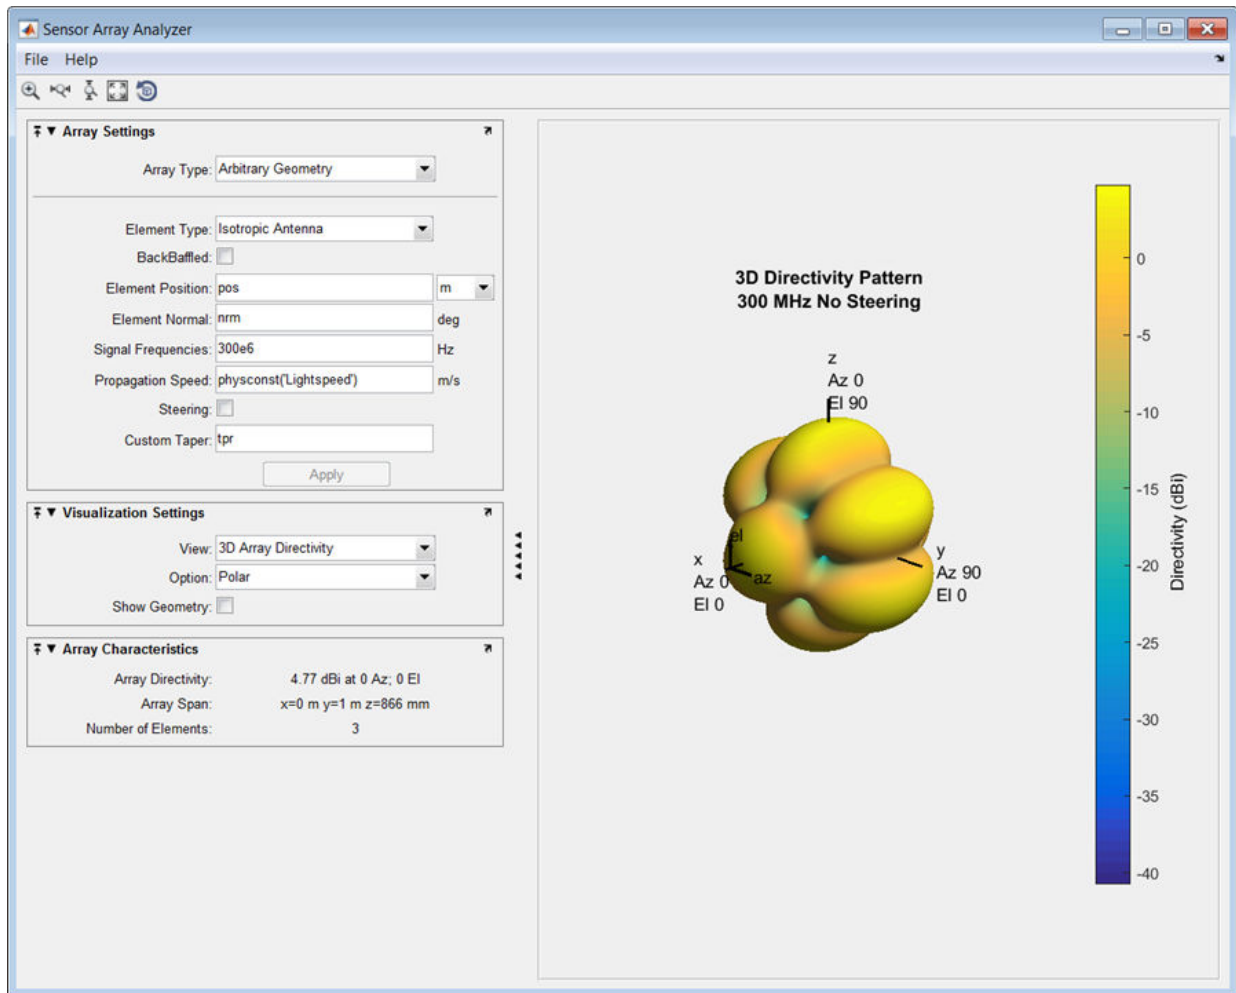 Sensor Array Analyzer
File Help
Array Settings
Array Type: Arbitrary Geometry
Element Type: Isotropic Antenna
BackBaffled:
Element Position: pos m
Element Normal: nrm deg
Signal Frequencies: 300e6 Hz
Propagation Speed: physconst('Lightspeed') m/s
Steering:
Custom Taper: tpr
Apply
Visualization Settings
View: 3D Array Directivity
Option: Polar
Show Geometry:
Array Characteristics
Array Directivity: 4.77 dBi at 0 Az; 0 El
Array Span: x=0 m y=1 m z=866 mm
Number of Elements: 3
3D Directivity Pattern
300 MHz No Steering
z
Az 0
El 90
el
az
x
Az 0
El 0
y
Az 90
El 0
0
-5
-10
-15
-20
-25
-30
-35
-40
Directivity (dBi)